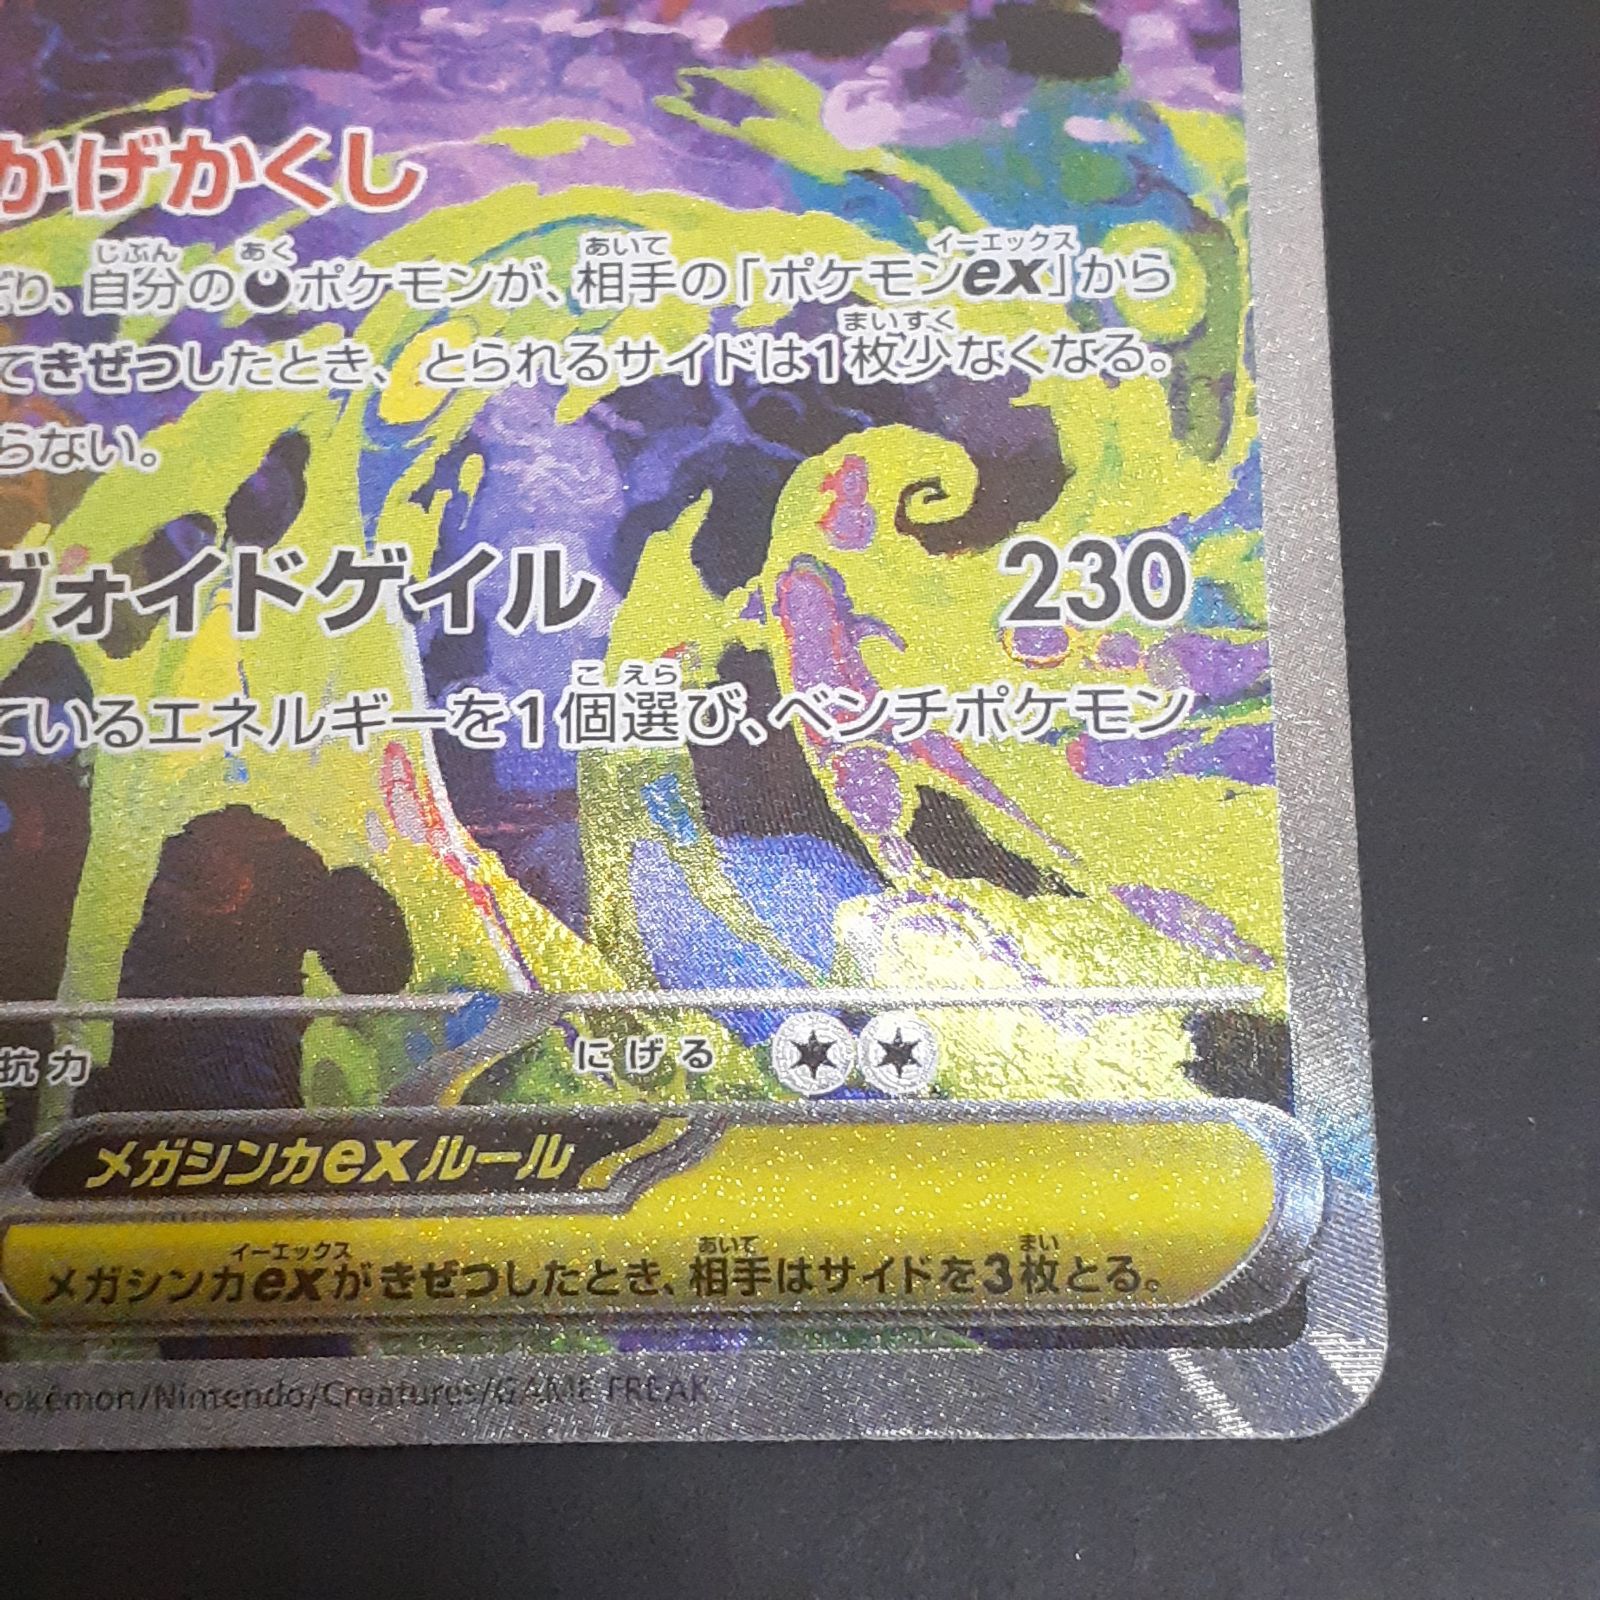 かげかくし
り、自分のポケモンが、相手の「ポケモンex」から
てきぜつしたとき、とられるサイドは1枚少なくなる。
らない。
ヴォイドゲイル 230
ているエネルギーを1個選び、ベンチポケモン
抗力 にげる
メガシンカexルール
メガシンカexがきぜつしたとき、相手はサイドを3枚とる。
Pokémon/Nintendo/Creatures/GAME FREAK